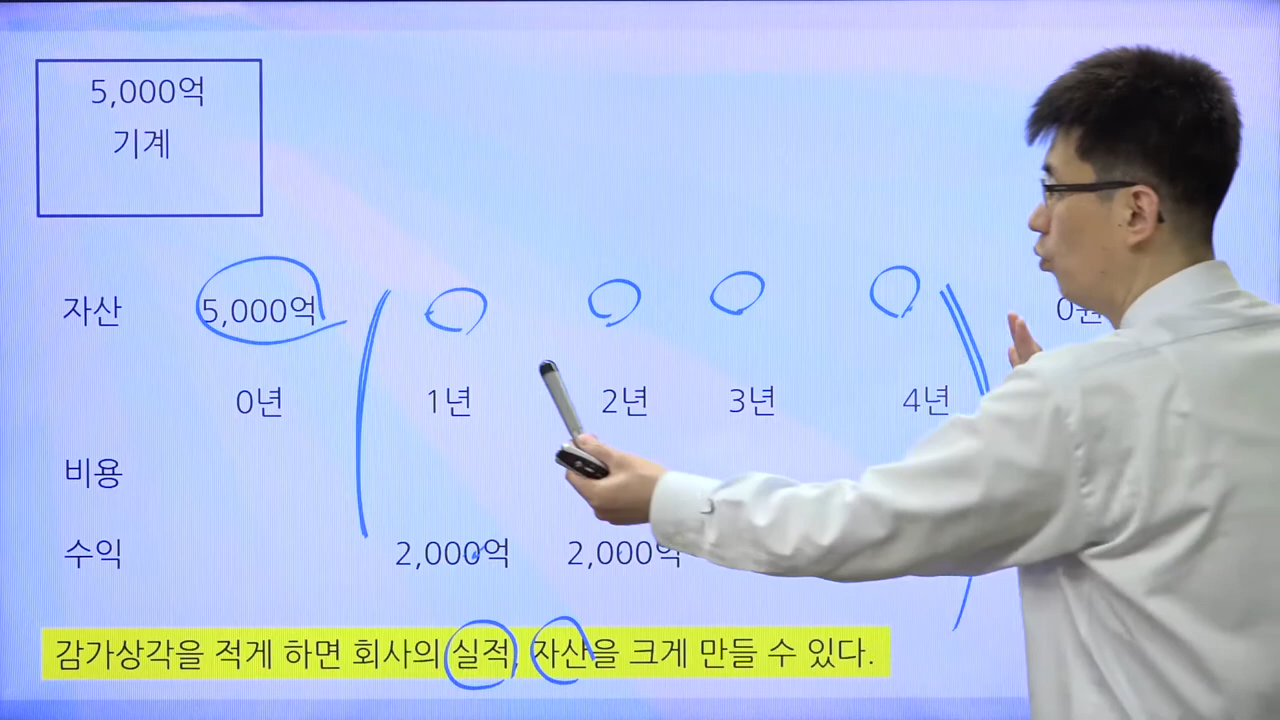 5,000억
기계
자산 5,000억 0원
0년 1년 2년 3년 4년
비용
수익 2,000억 2,000억
감가상각을 적게 하면 회사의 실적, 자산을 크게 만들 수 있다.